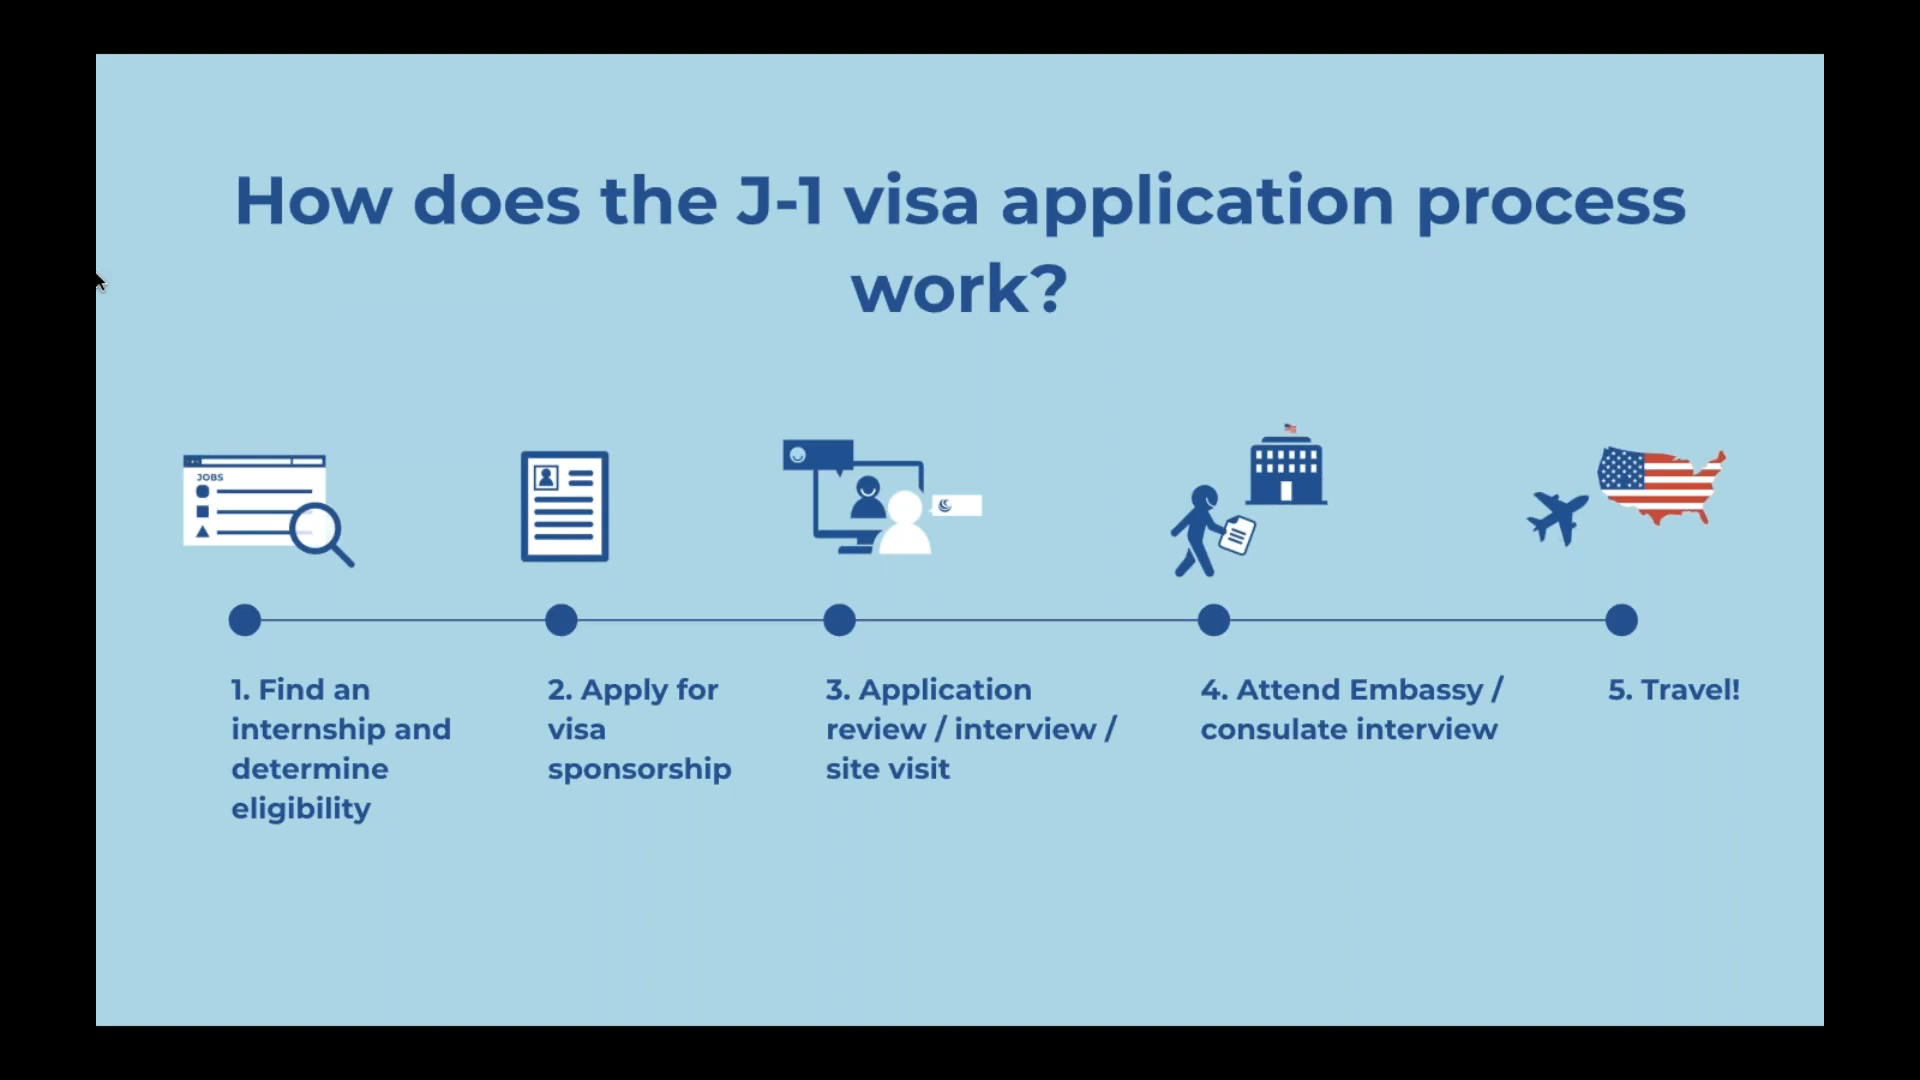 How does the J-1 visa application process
work?
JOBS
1. Find an
internship and
determine
eligibility
2. Apply for
visa
sponsorship
3. Application
review / interview /
site visit
4. Attend Embassy /
consulate interview
5. Travel!